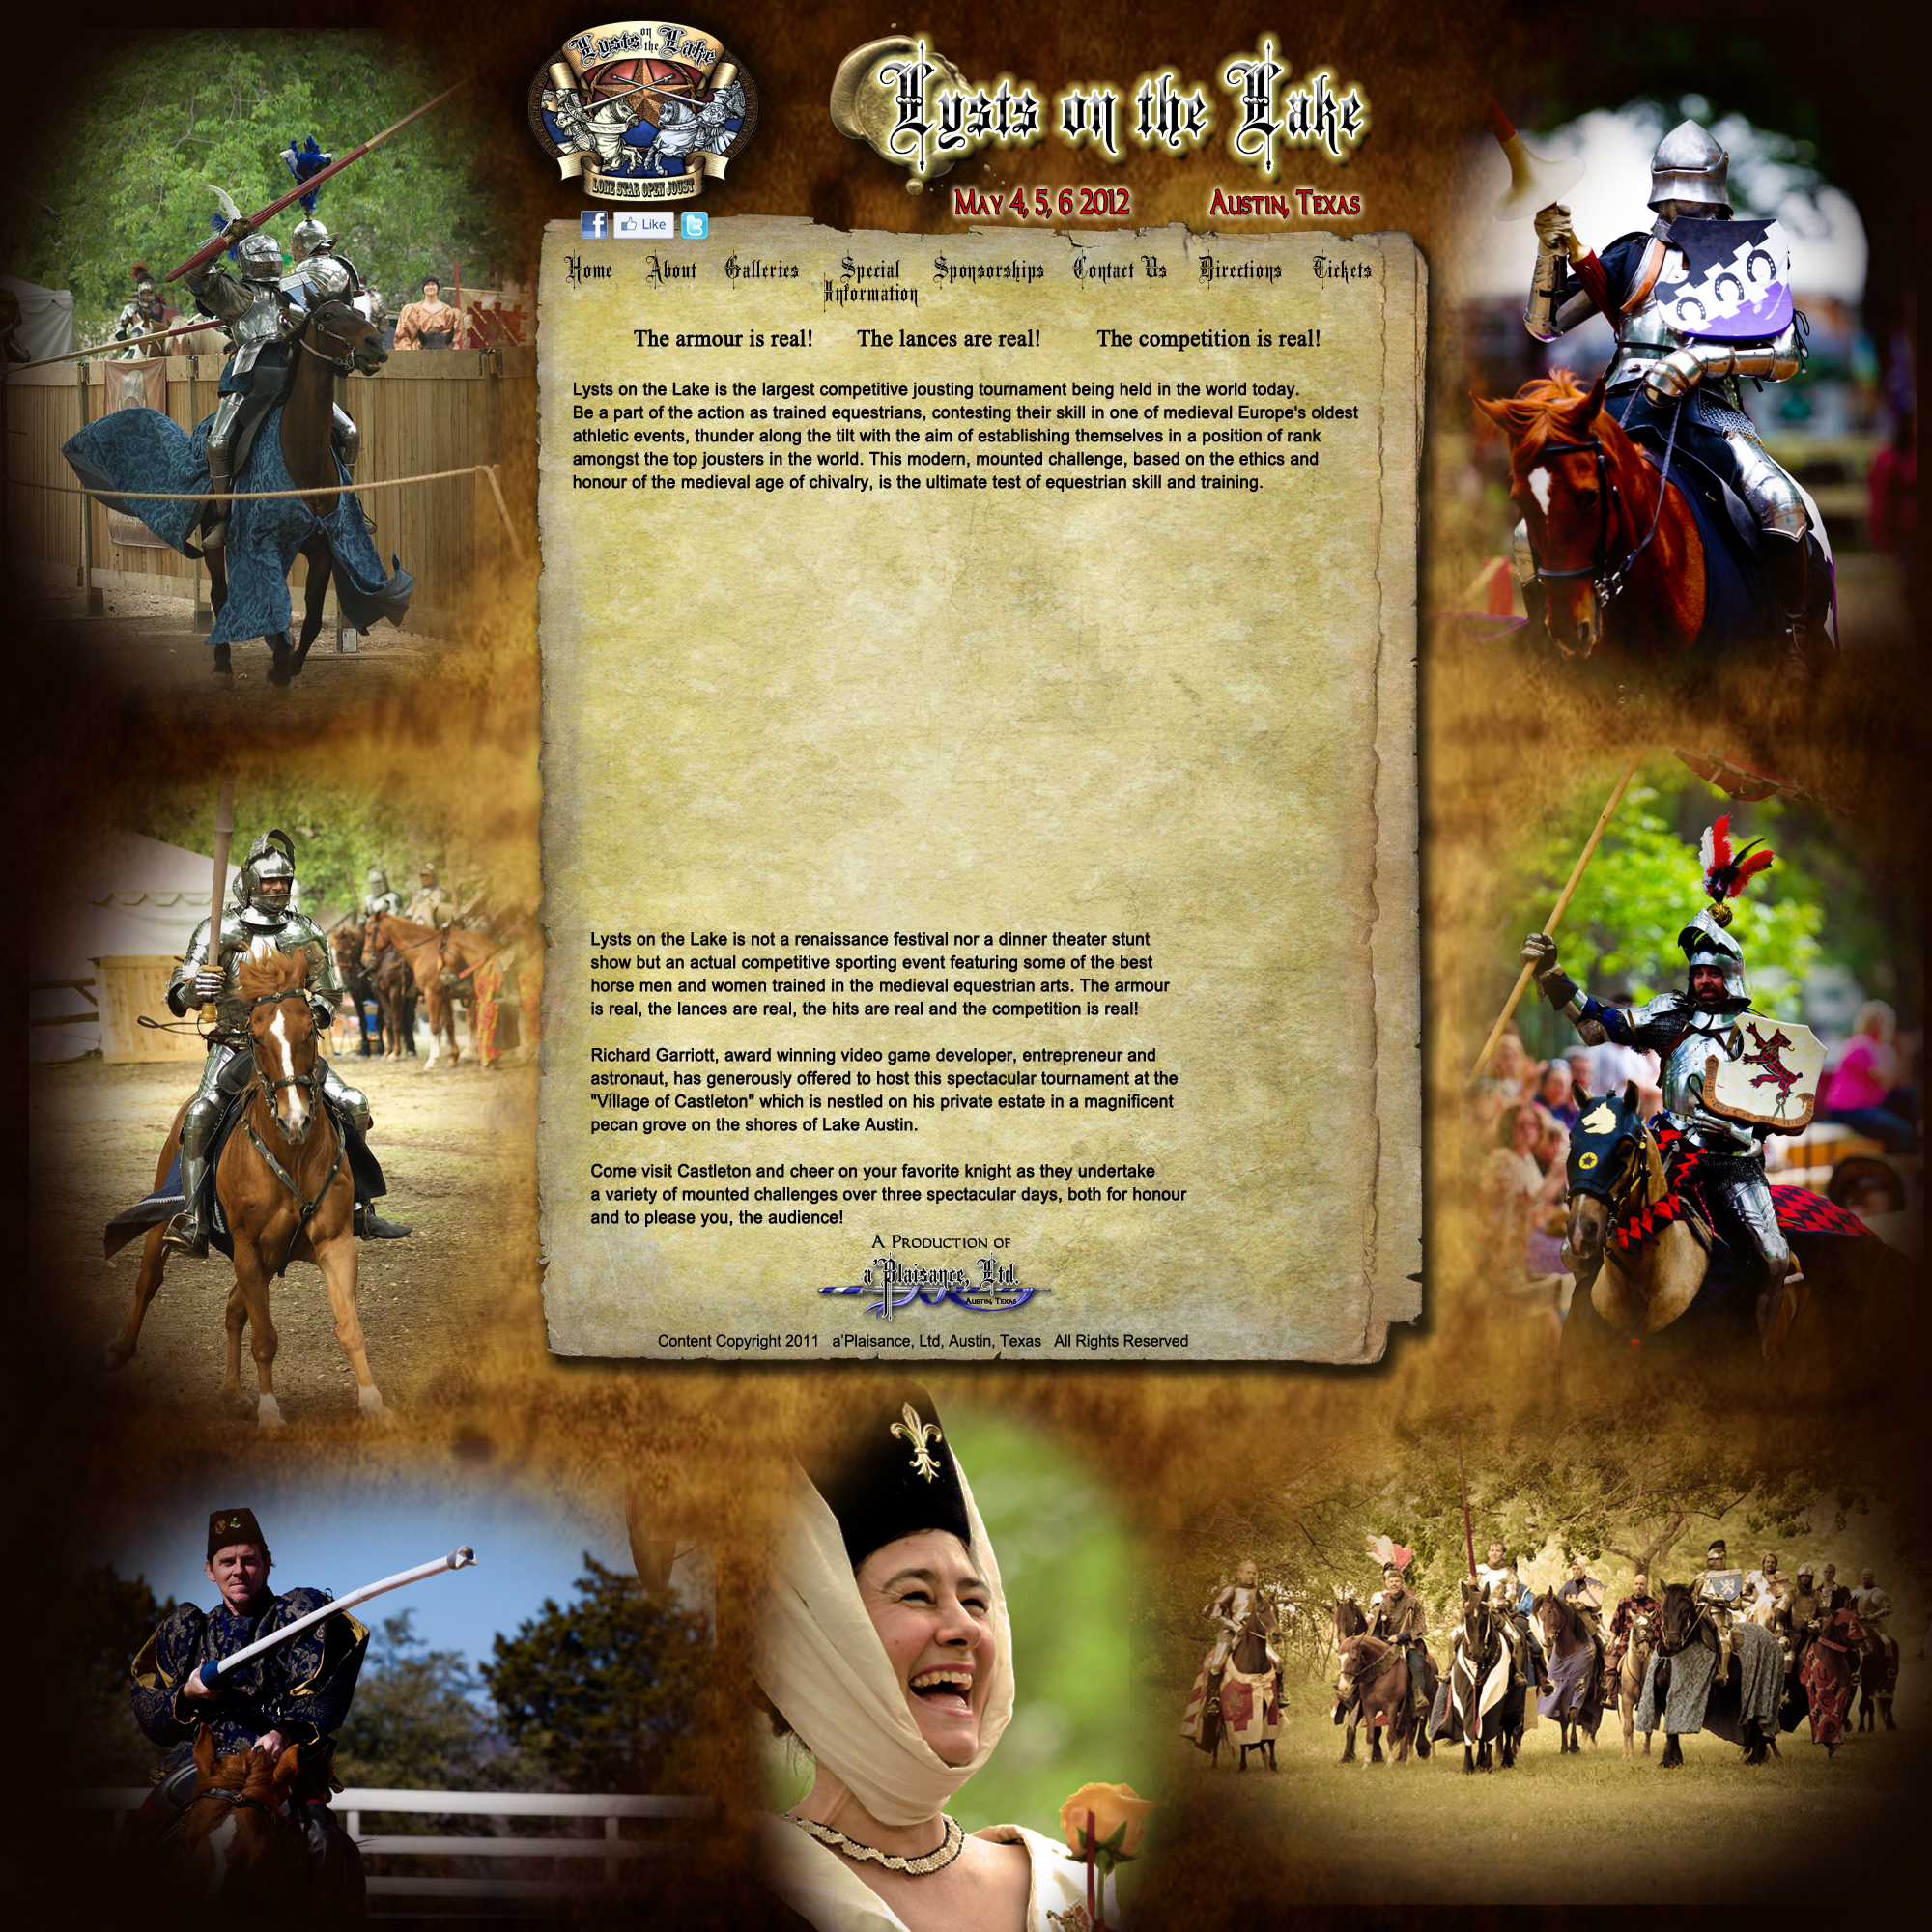 Lysts on the Lake
LONE STAR OPEN JOUST
Lysts on the Lake
May 4, 5, 6 2012 Austin, Texas
f Like t
Home About Galleries Special Information Sponsorships Contact Us Directions Tickets
The armour is real! The lances are real! The competition is real!
Lysts on the Lake is the largest competitive jousting tournament being held in the world today.
Be a part of the action as trained equestrians, contesting their skill in one of medieval Europe's oldest
athletic events, thunder along the tilt with the aim of establishing themselves in a position of rank
amongst the top jousters in the world. This modern, mounted challenge, based on the ethics and
honour of the medieval age of chivalry, is the ultimate test of equestrian skill and training.
Lysts on the Lake is not a renaissance festival nor a dinner theater stunt
show but an actual competitive sporting event featuring some of the best
horse men and women trained in the medieval equestrian arts. The armour
is real, the lances are real, the hits are real and the competition is real!
Richard Garriott, award winning video game developer, entrepreneur and
astronaut, has generously offered to host this spectacular tournament at the
"Village of Castleton" which is nestled on his private estate in a magnificent
pecan grove on the shores of Lake Austin.
Come visit Castleton and cheer on your favorite knight as they undertake
a variety of mounted challenges over three spectacular days, both for honour
and to please you, the audience!
A Production of
a'Plaisance, Ltd.
Austin, Texas
Content Copyright 2011 a'Plaisance, Ltd, Austin, Texas All Rights Reserved